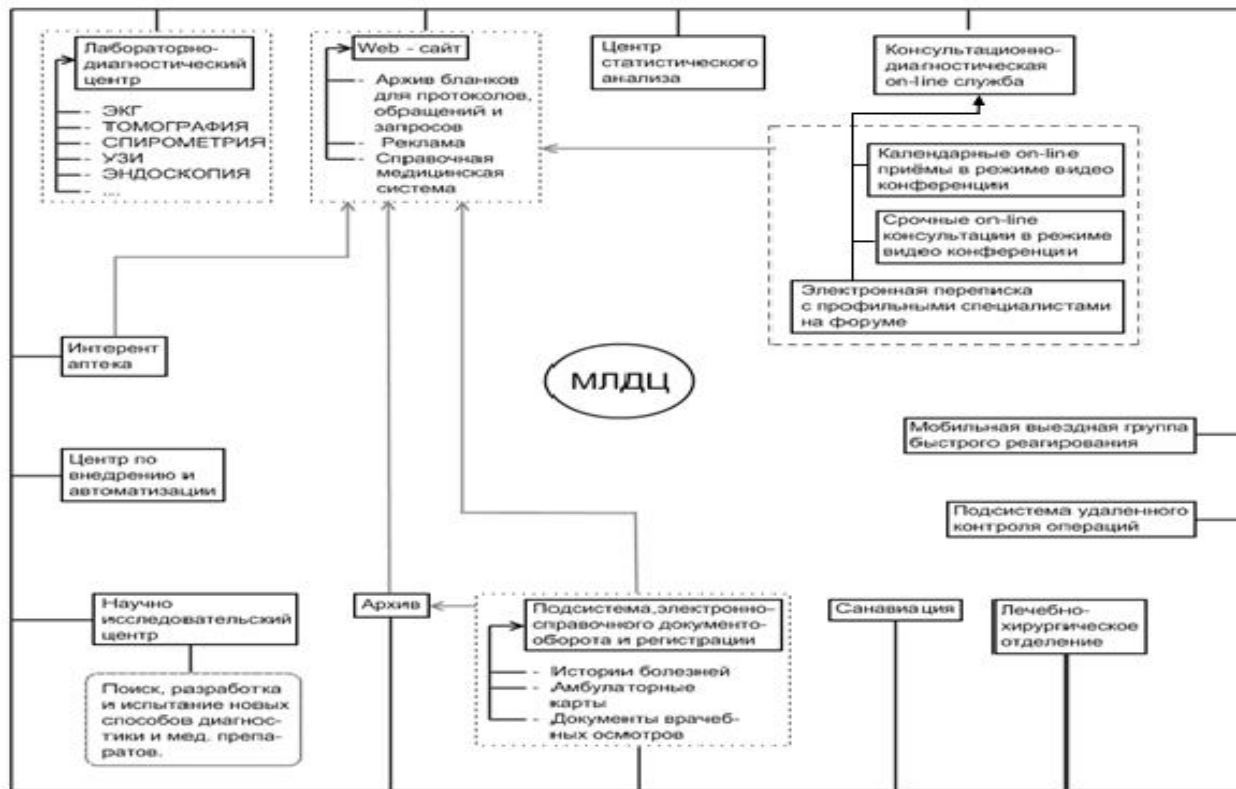 Лабораторно-
диагностический
центр
- ЭКГ
- ТОМОГРАФИЯ
- СПИРОМЕТРИЯ
- УЗИ
- ЭНДОСКОПИЯ
- ...
Web - сайт
- Архив бланков
для протоколов,
обращений и
запросов
- Реклама
- Справочная
медицинская
система
Центр
статистического
анализа
Консультационно-
диагностическая
on-line служба
Календарные on-line
приёмы в режиме видео
конференции
Срочные on-line
консультации в режиме
видео конференции
Электронная переписка
с профильными специалистами
на форуме
Интерент
аптека
МЛДЦ
Мобильная выездная группа
быстрого реагирования
Центр по
внедрению и
автоматизации
Подсистема удаленного
контроля операций
Научно
исследовательский
центр
Поиск, разработка
и испытание новых
способов диагнос-
тики и мед. препа-
ратов.
Архив
Подсистема,электронно-
справочного документо-
оборота и регистрации
- Истории болезней
- Амбулаторные
карты
- Документы врачеб-
ных осмотров
Санавиация
Лечебно-
хирургическое
отделение